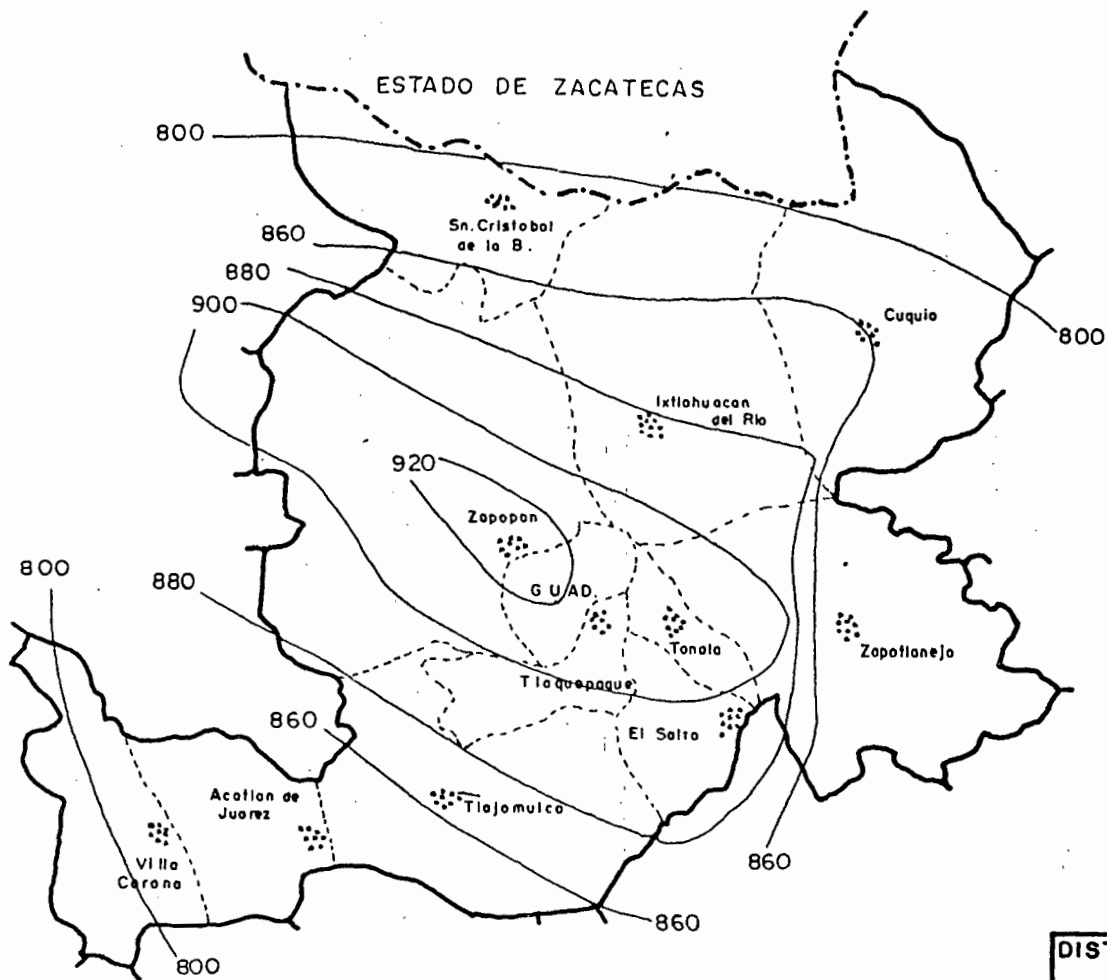 ESTADO DE ZACATECAS
800
Sn. Cristobal
de la B.
860
880
900
Cuquio
800
Ixtlahuacan
del Rio
920
Zapopan
800
880
GUAD.
Tonala
Zapotlanejo
Tlaquepaque
860
El Salto
Acatlan de
Juarez
Tlajomulco
Villa
Corona
860
860
800
DIST